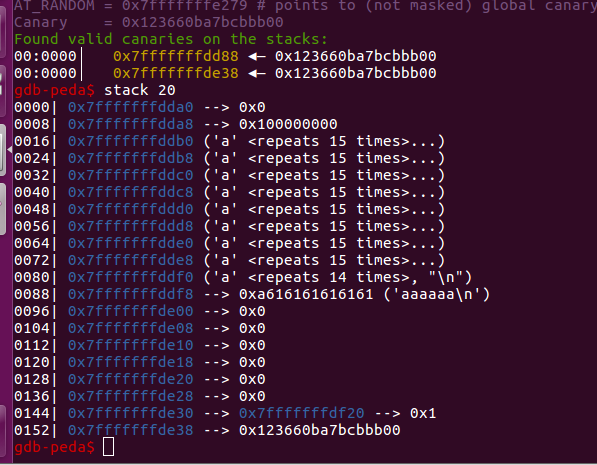 AT_RANDOM = 0x7fffffffe279 # points to (not masked) global canary
Canary    = 0x123660ba7bcbbb00
Found valid canaries on the stacks:
00:0000│   0x7fffffffdd88 ◂— 0x123660ba7bcbbb00
00:0000│   0x7fffffffde38 ◂— 0x123660ba7bcbbb00
gdb-peda$ stack 20
0000| 0x7fffffffdda0 --> 0x0
0008| 0x7fffffffdda8 --> 0x100000000
0016| 0x7fffffffddb0 ('a' <repeats 15 times>...)
0024| 0x7fffffffddb8 ('a' <repeats 15 times>...)
0032| 0x7fffffffddc0 ('a' <repeats 15 times>...)
0040| 0x7fffffffddc8 ('a' <repeats 15 times>...)
0048| 0x7fffffffddd0 ('a' <repeats 15 times>...)
0056| 0x7fffffffddd8 ('a' <repeats 15 times>...)
0064| 0x7fffffffdde0 ('a' <repeats 15 times>...)
0072| 0x7fffffffdde8 ('a' <repeats 15 times>...)
0080| 0x7fffffffddf0 ('a' <repeats 14 times>, "\n")
0088| 0x7fffffffddf8 --> 0xa616161616161 ('aaaaaa\n')
0096| 0x7fffffffde00 --> 0x0
0104| 0x7fffffffde08 --> 0x0
0112| 0x7fffffffde10 --> 0x0
0120| 0x7fffffffde18 --> 0x0
0128| 0x7fffffffde20 --> 0x0
0136| 0x7fffffffde28 --> 0x0
0144| 0x7fffffffde30 --> 0x7fffffffdf20 --> 0x1
0152| 0x7fffffffde38 --> 0x123660ba7bcbbb00
gdb-peda$